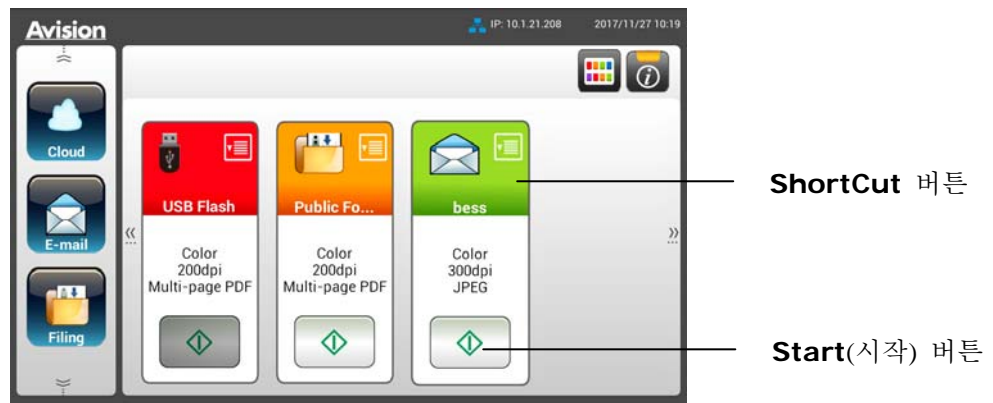 Avision
IP: 10.1.21.208 2017/11/27 10:19
Cloud
E-mail
Filing
USB Flash
Color
200dpi
Multi-page PDF
Public Fo...
Color
200dpi
Multi-page PDF
bess
Color
300dpi
JPEG
ShortCut 버튼
Start(시작) 버튼